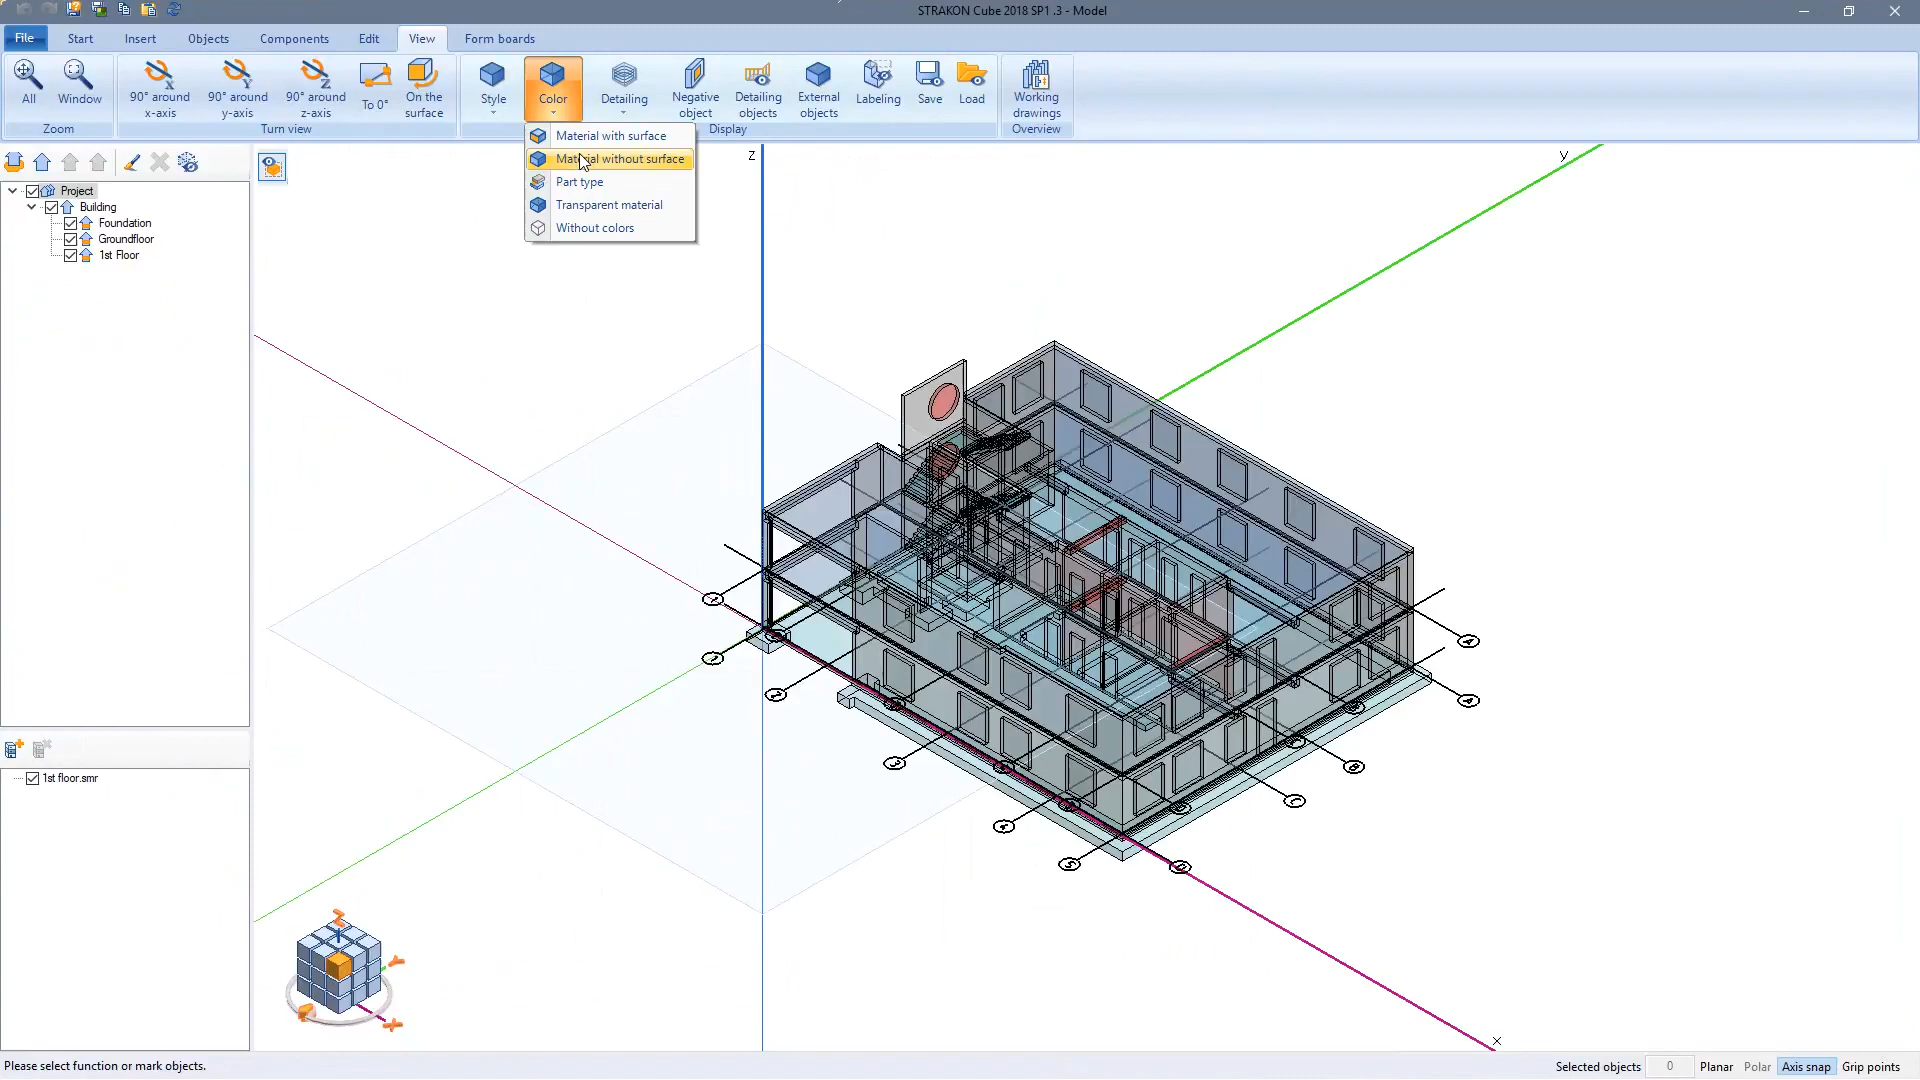 STRAKON Cube 2018 SP1 .3 - Model
File Start Insert Objects Components Edit View Form boards
All Window
Zoom
90° around x-axis
90° around y-axis
90° around z-axis
To 0°
On the surface
Turn view
Style Color Detailing
Negative object
Detailing objects
External objects
Labeling Save Load
Display
Working drawings
Overview
Material with surface
Material without surface
Part type
Transparent material
Without colors
Project
Building
Foundation
Groundfloor
1st Floor
1st floor.smr
z
y
x
A
A
B
C
Please select function or mark objects.
Selected objects 0 Planar Polar Axis snap Grip points